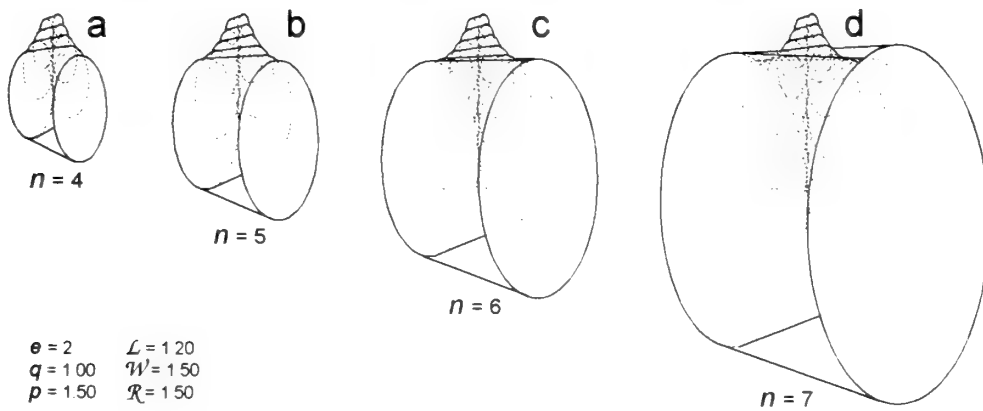 a b c d
n = 4
n = 5
n = 6
n = 7
e = 2 ℒ = 1 20
q = 1 00 𝒲 = 1 50
p = 1.50 ℛ = 1 50